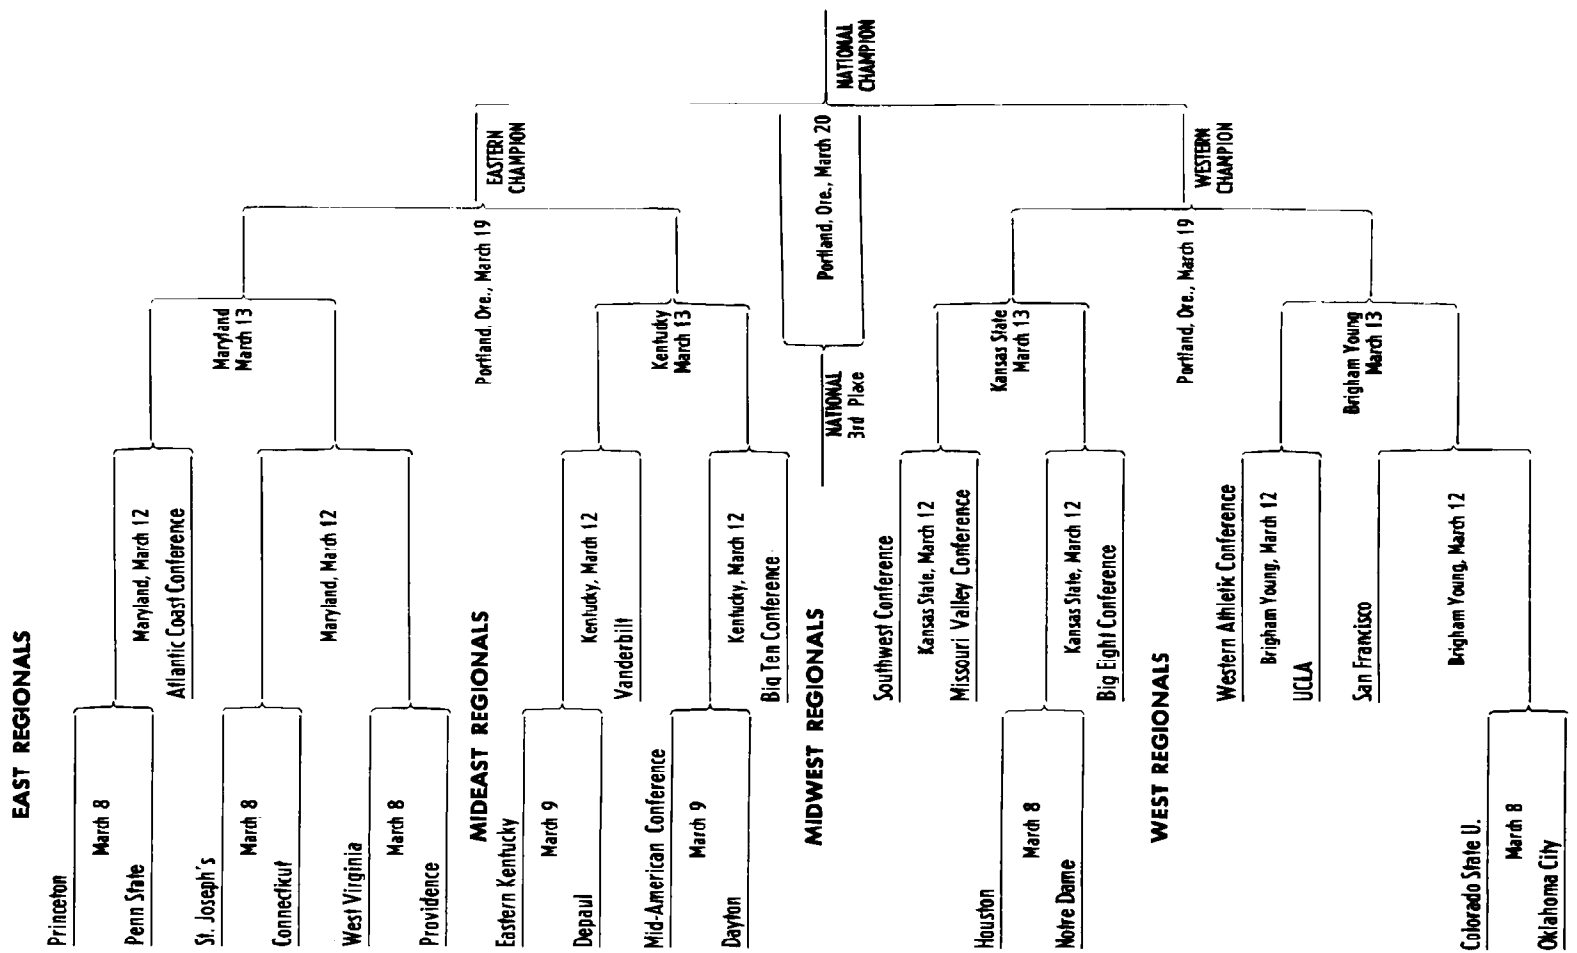 EAST REGIONALS
Princeton
March 8
Penn State
Maryland, March 12
Atlantic Coast Conference
St. Joseph's
March 8
Connecticut
Maryland, March 12
West Virginia
March 8
Providence
Maryland
March 13
MIDEAST REGIONALS
Eastern Kentucky
March 9
Depaul
Kentucky, March 12
Vanderbilt
Mid-American Conference
March 9
Dayton
Kentucky, March 12
Big Ten Conference
Kentucky
March 13
Portland, Ore., March 19
EASTERN
CHAMPION
MIDWEST REGIONALS
Southwest Conference
Kansas State, March 12
Missouri Valley Conference
Houston
March 8
Notre Dame
Kansas State, March 12
Big Eight Conference
Kansas State
March 13
WEST REGIONALS
Western Athletic Conference
Brigham Young, March 12
UCLA
San Francisco
Brigham Young, March 12
Colorado State U.
March 8
Oklahoma City
Brigham Young
March 13
Portland, Ore., March 19
WESTERN
CHAMPION
NATIONAL
3rd Place
Portland, Ore., March 20
NATIONAL
CHAMPION